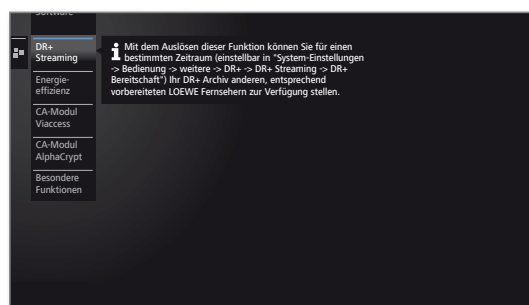 Software
DR+
Streaming
Energie-
effizienz
CA-Modul
Viaccess
CA-Modul
AlphaCrypt
Besondere
Funktionen
Mit dem Auslösen dieser Funktion können Sie für einen
bestimmten Zeitraum (einstellbar in "System-Einstellungen
-> Bedienung -> weitere -> DR+ -> DR+ Streaming -> DR+
Bereitschaft") Ihr DR+ Archiv anderen, entsprechend
vorbereiteten LOEWE Fernsehern zur Verfügung stellen.